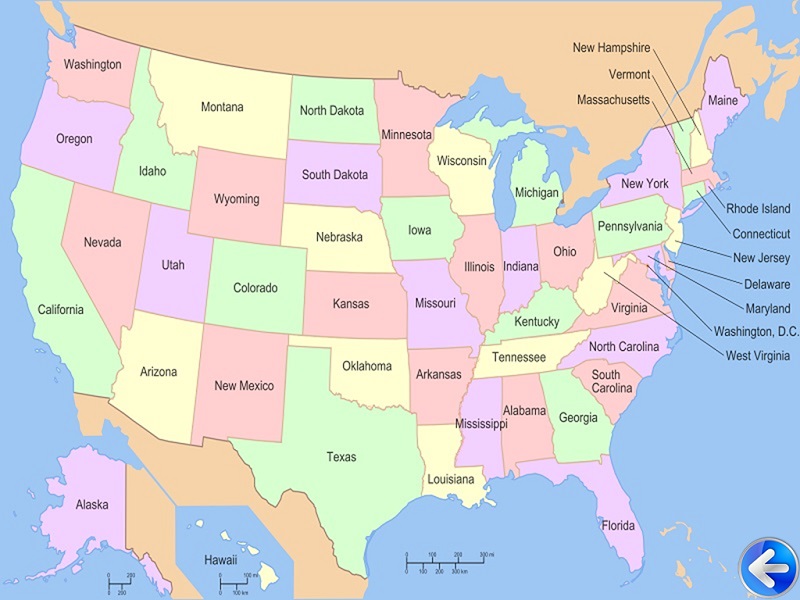 New Hampshire
Vermont
Massachusetts
Washington
Montana
North Dakota
Minnesota
Maine
Oregon
Idaho
Wisconsin
South Dakota
Michigan
New York
Wyoming
Rhode Island
Pennsylvania
Iowa
Connecticut
Nebraska
Nevada
Ohio
New Jersey
Utah
Illinois
Indiana
Colorado
Delaware
California
Kansas
Missouri
Virginia
Maryland
Kentucky
Washington, D.C.
North Carolina
Tennessee
West Virginia
Oklahoma
Arizona
Arkansas
New Mexico
South
Carolina
Alabama
Georgia
Mississippi
Texas
Louisiana
Alaska
Florida
Hawaii
0 100 200 300 mi
0 100 200 300 km
0 100 mi
0 100 km